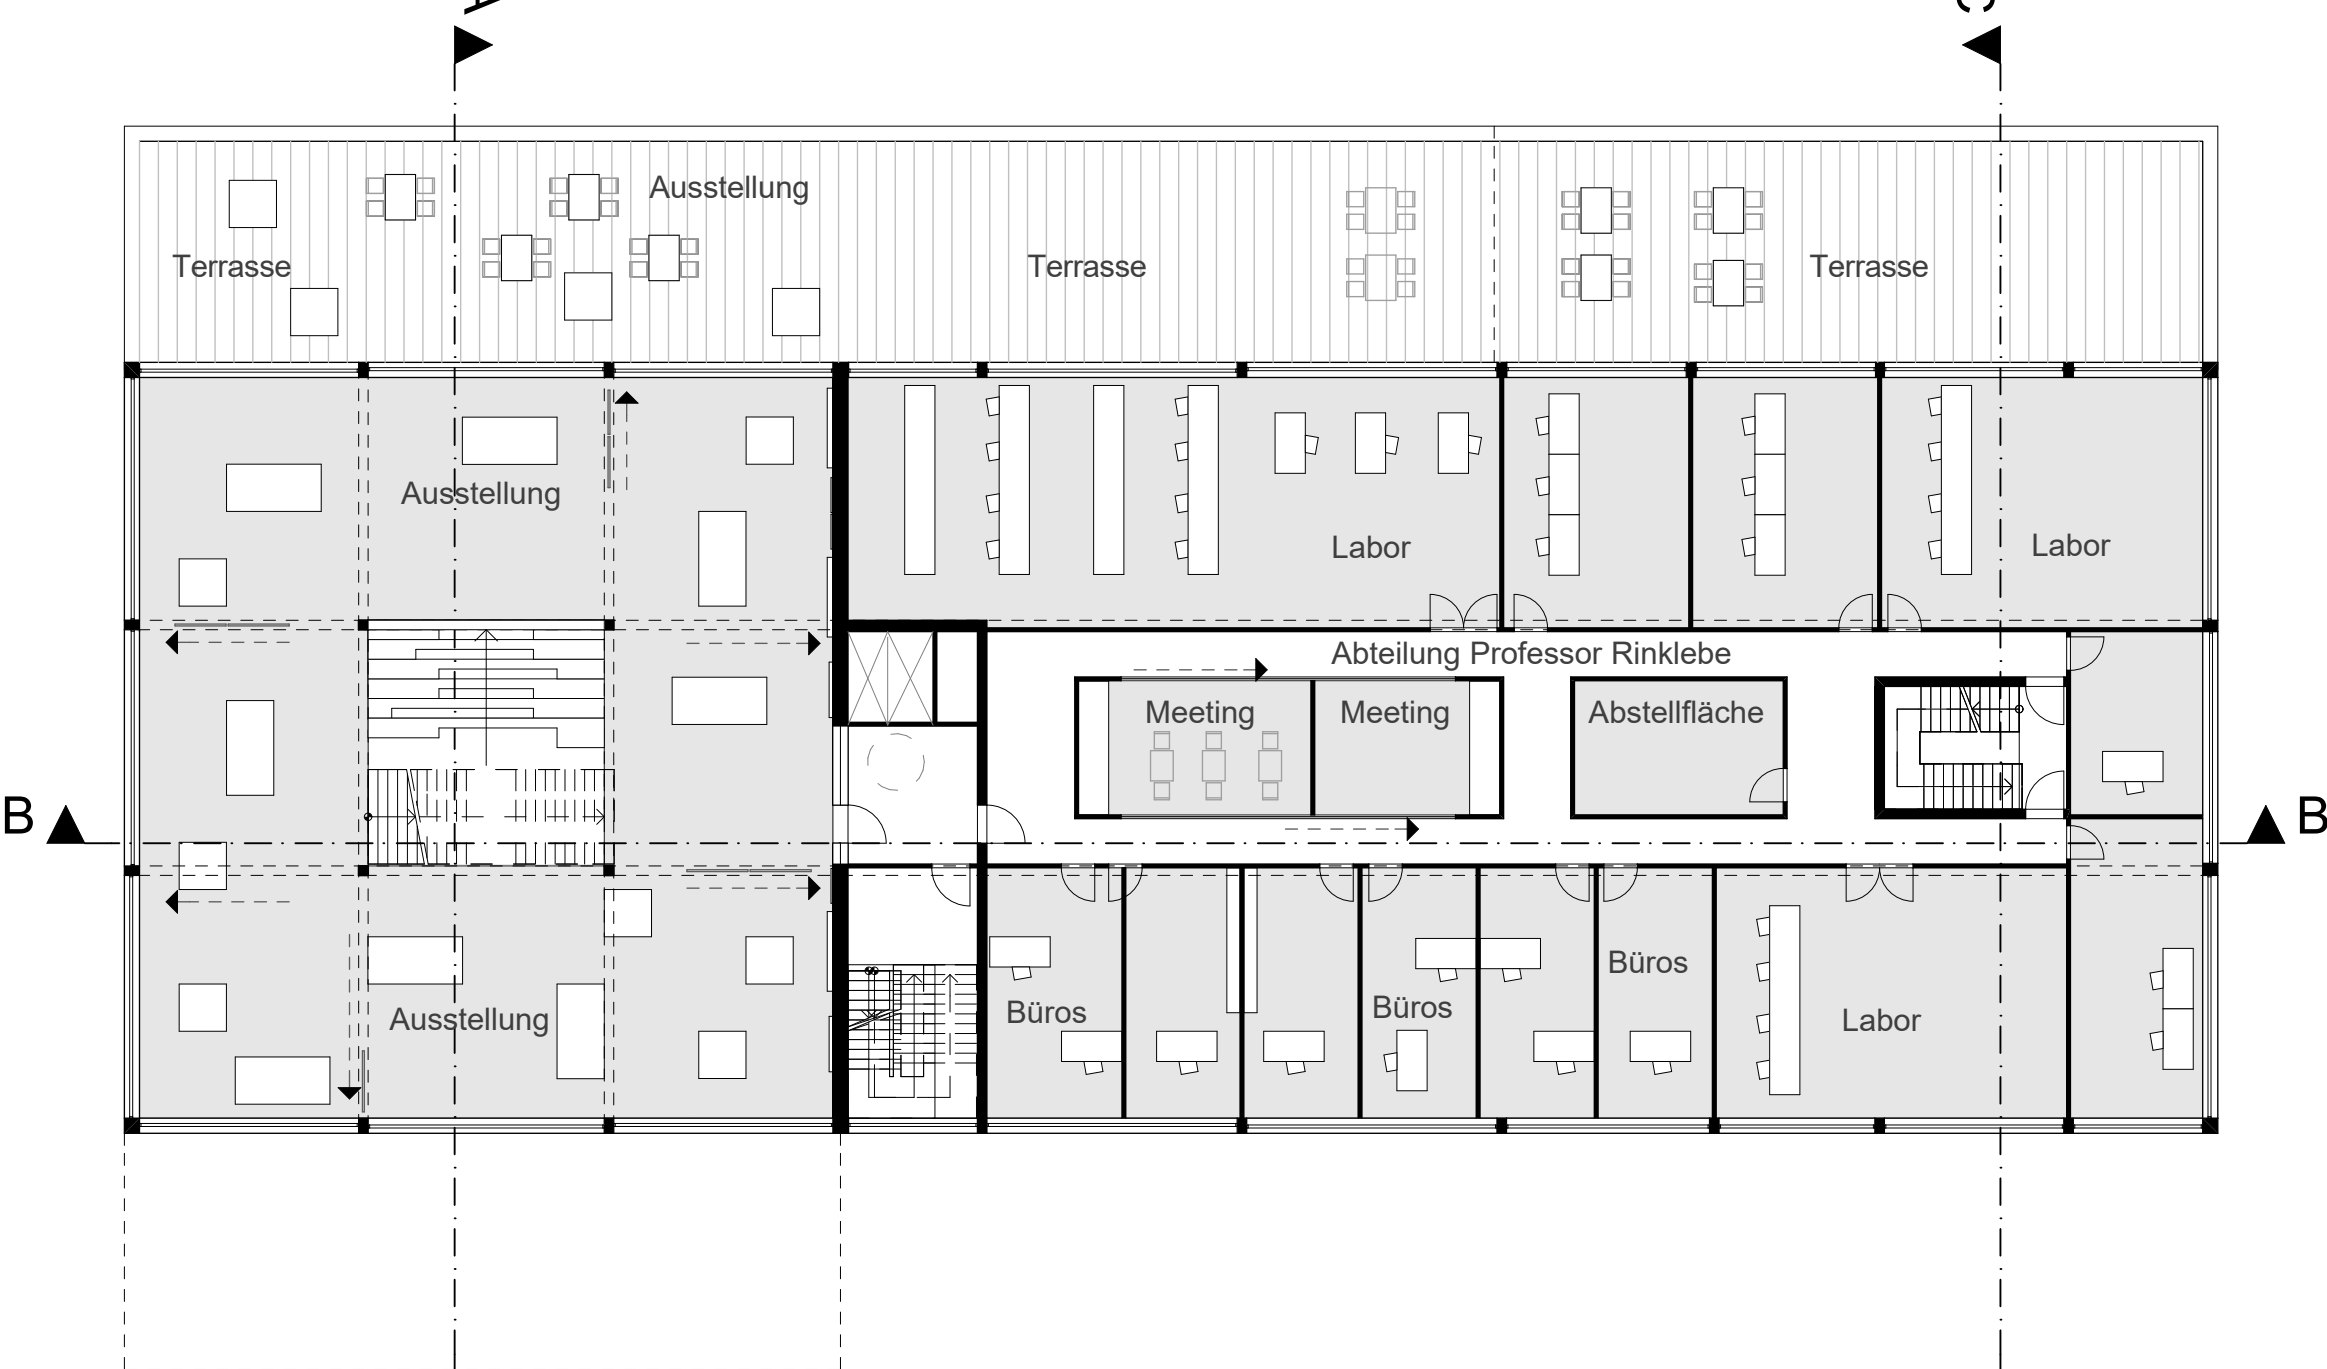 Ausstellung
Terrasse
Terrasse
Terrasse
Ausstellung
Labor
Labor
Abteilung Professor Rinklebe
Meeting
Meeting
Abstellfläche
B
B
Büros
Büros
Büros
Ausstellung
Labor